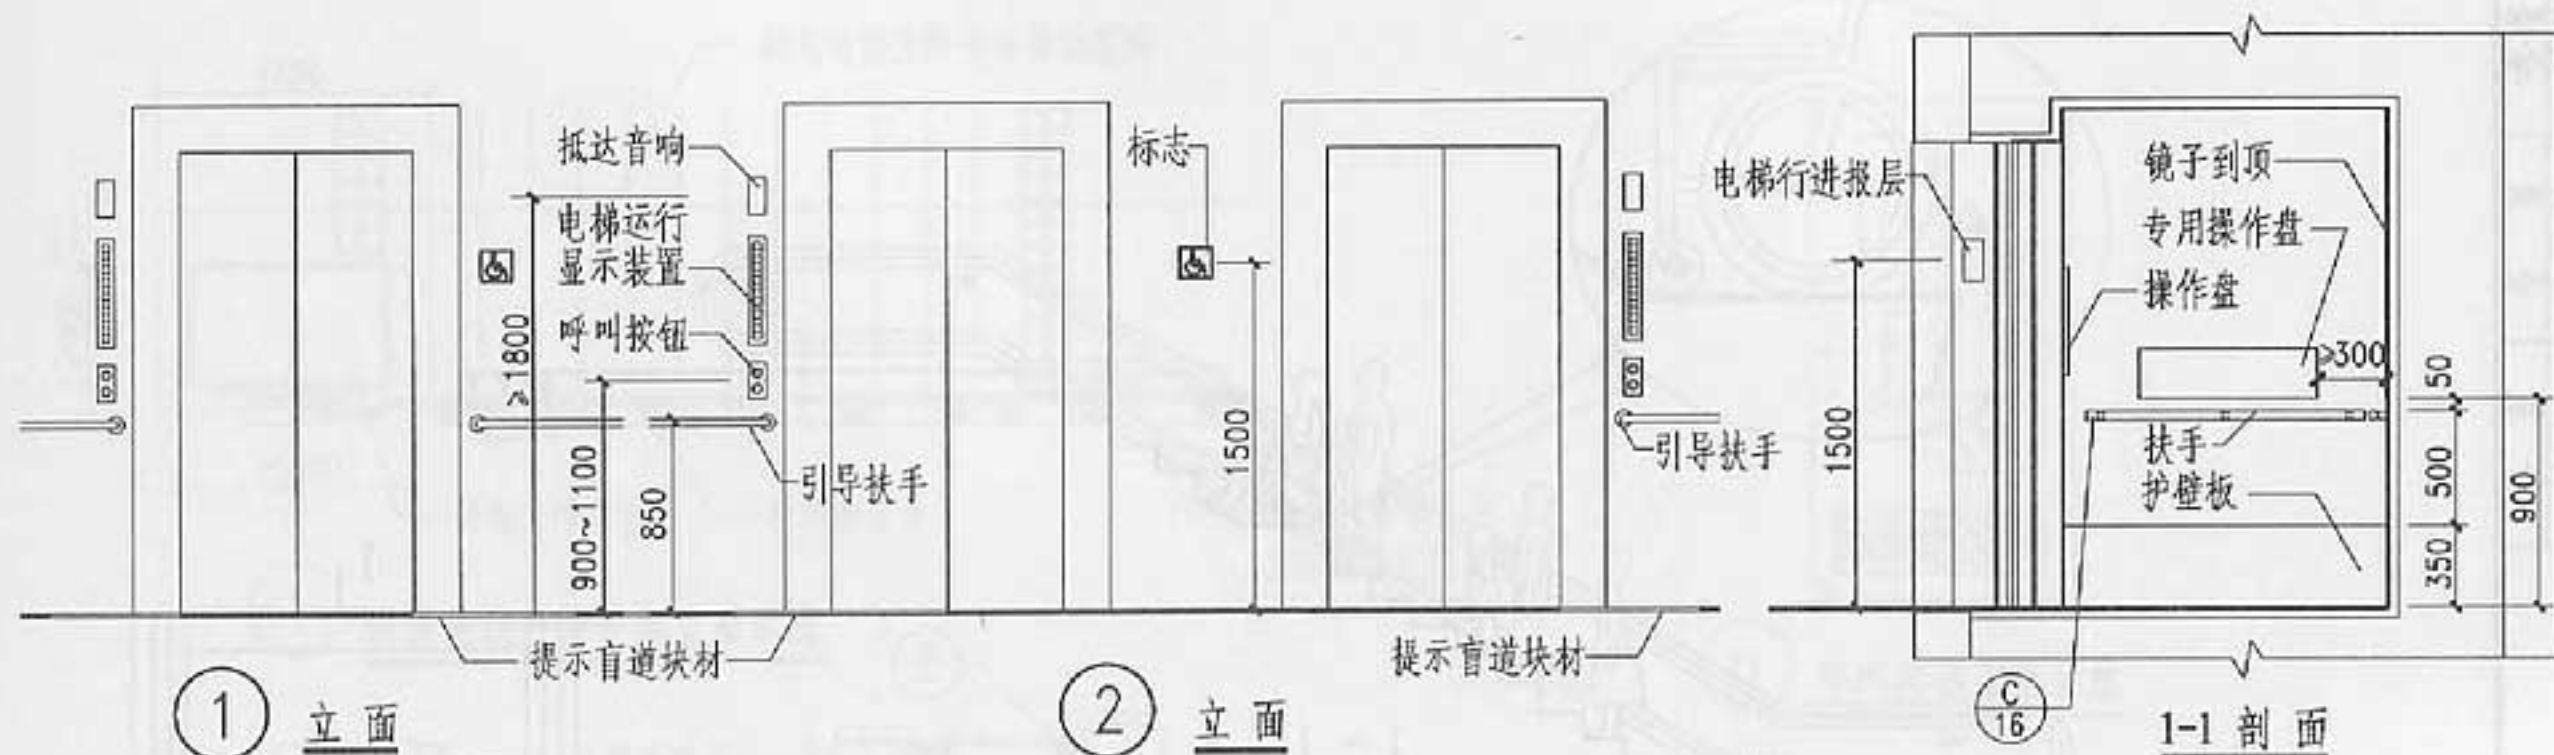 抵达音响
电梯运行
显示装置
呼叫按钮
≥1800
900~1100
850
引导扶手
提示盲道块材
1 立面
标志
1500
引导扶手
提示盲道块材
2 立面
电梯行进报层
1500
镜子到顶
专用操作盘
操作盘
≥300
扶手
护壁板
50
500
350
900
C
16
1-1 剖面